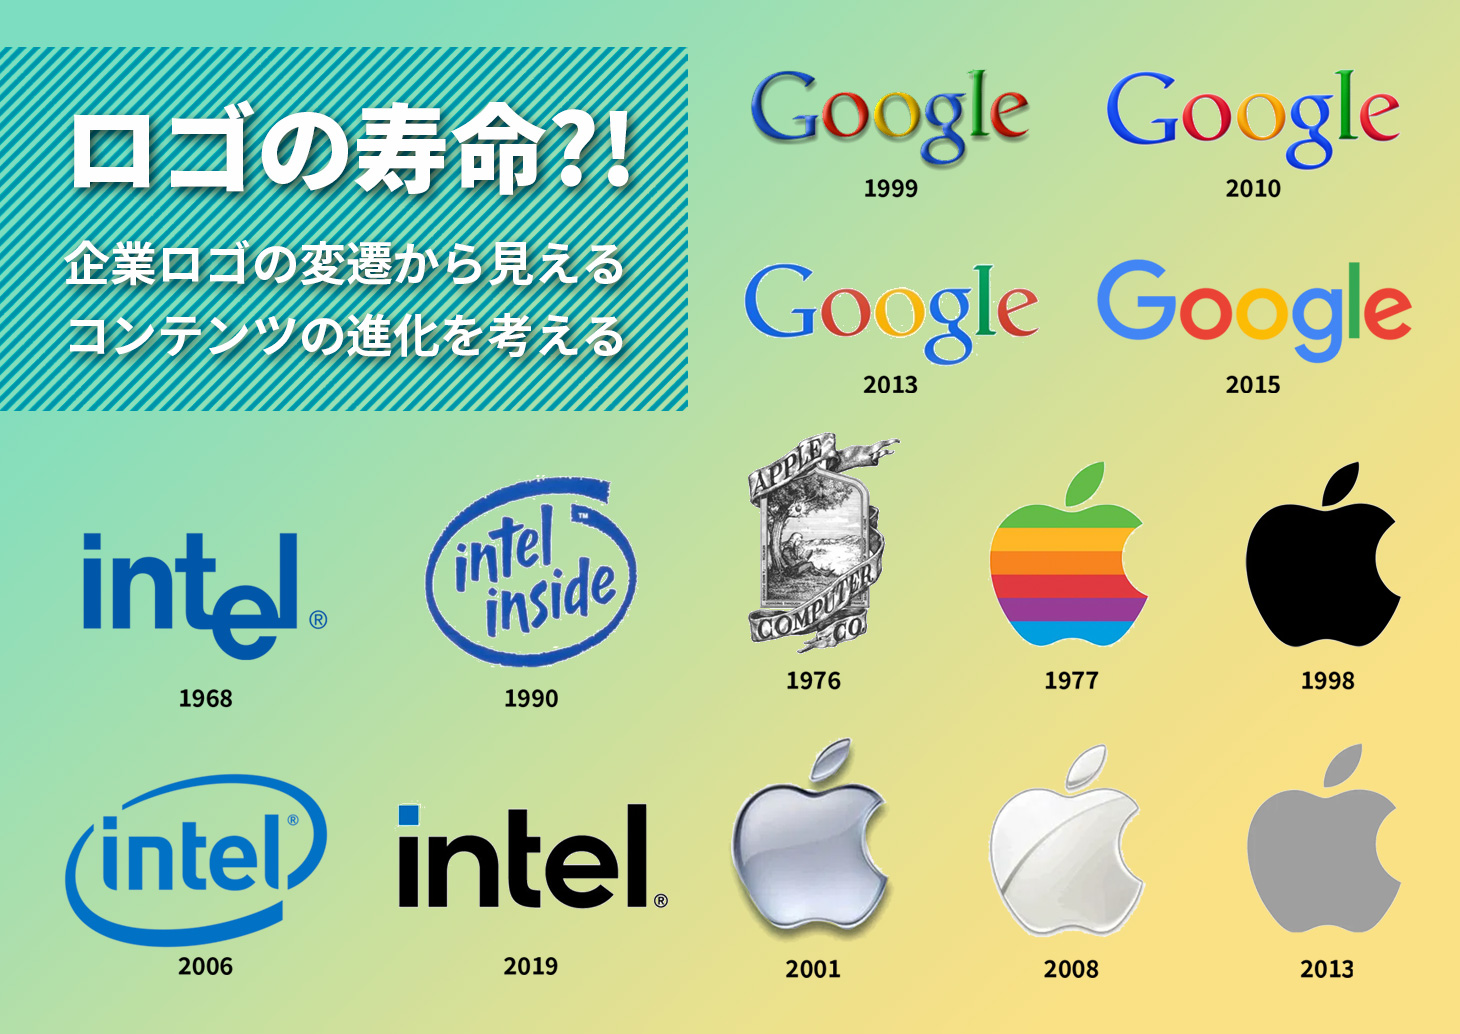 ロゴの寿命?!
企業ロゴの変遷から見える
コンテンツの進化を考える
Google
1999
Google
2010
Google
2013
Google
2015
intel®
1968
intel™
inside
1990
APPLE
COMPUTER
CO.
1976
1977
1998
intel®
2006
intel®
2019
2001
2008
2013